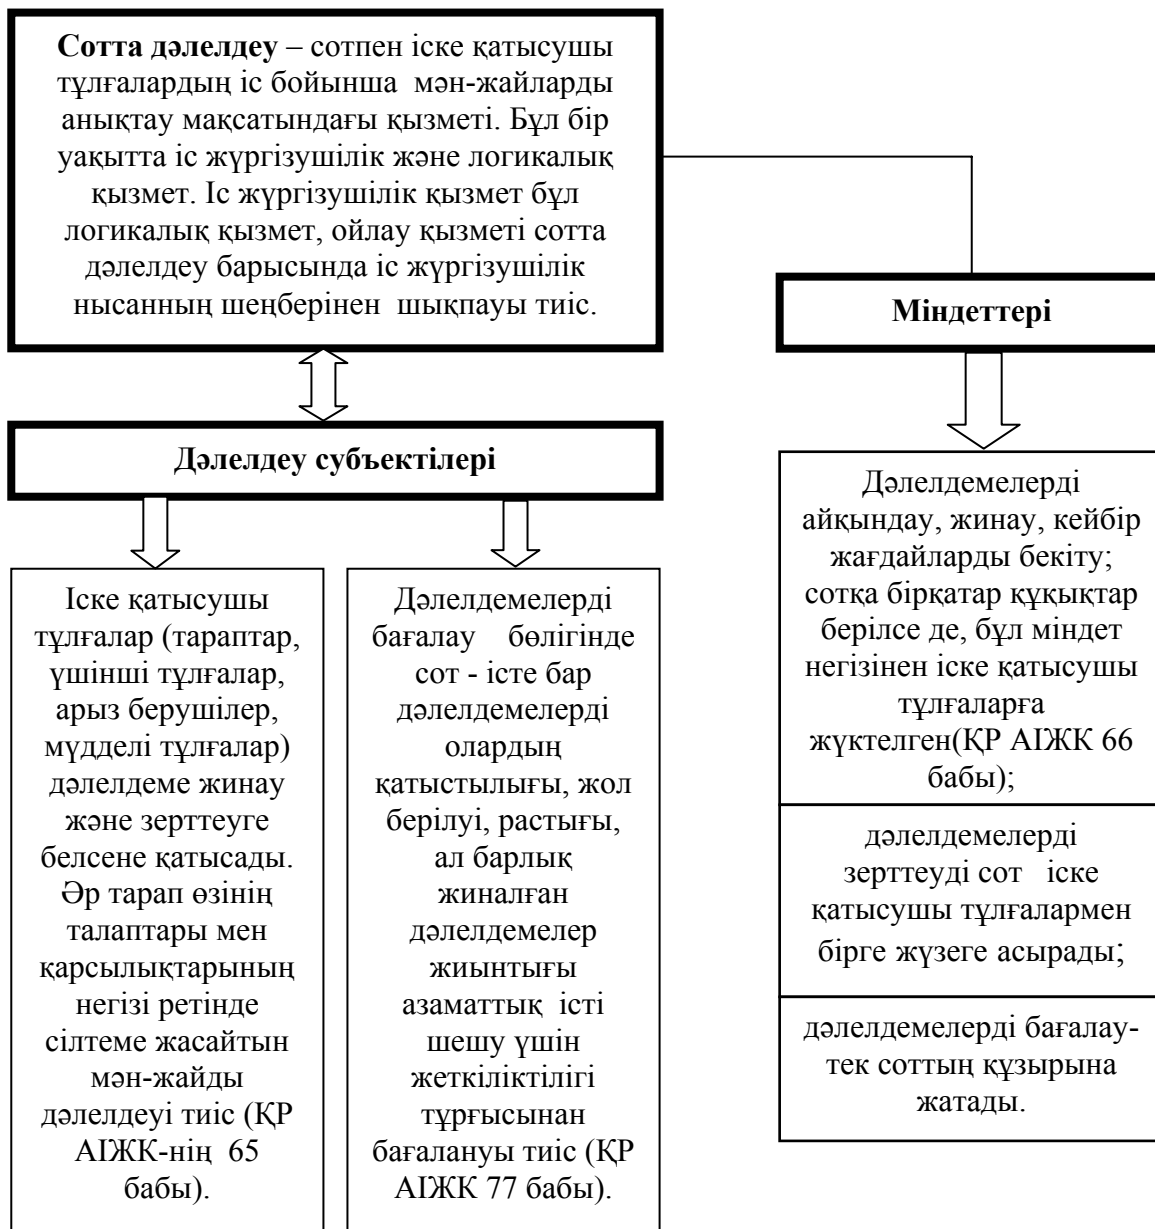 Сотта дәлелдеу – сотпен іске қатысушы
тұлғалардың іс бойынша мән-жайларды
анықтау мақсатындағы қызметі. Бұл бір
уақытта іс жүргізушілік және логикалық
қызмет. Іс жүргізушілік қызмет бұл
логикалық қызмет, ойлау қызметі сотта
дәлелдеу барысында іс жүргізушілік
нысанның шеңберінен шықпауы тиіс.
Міндеттері
Дәлелдеу субъектілері
Іске қатысушы
тұлғалар (тараптар,
үшінші тұлғалар,
арыз берушілер,
мүдделі тұлғалар)
дәлелдеме жинау
және зерттеуге
белсене қатысады.
Әр тарап өзінің
талаптары мен
қарсылықтарының
негізі ретінде
сілтеме жасайтын
мән-жайды
дәлелдеуі тиіс (ҚР
АІЖК-нің 65
бабы).
Дәлелдемелерді
бағалау бөлігінде
сот - істе бар
дәлелдемелерді
олардың
қатыстылығы, жол
берілуі, растығы,
ал барлық
жиналған
дәлелдемелер
жиынтығы
азаматтық істі
шешу үшін
жеткіліктілігі
тұрғысынан
бағалануы тиіс (ҚР
АІЖК 77 бабы).
Дәлелдемелерді
айқындау, жинау, кейбір
жағдайларды бекіту;
сотқа бірқатар құқықтар
берілсе де, бұл міндет
негізінен іске қатысушы
тұлғаларға
жүктелген(ҚР АІЖК 66
бабы);
дәлелдемелерді
зерттеуді сот іске
қатысушы тұлғалармен
бірге жүзеге асырады;
дәлелдемелерді бағалау-
тек соттың құзырына
жатады.